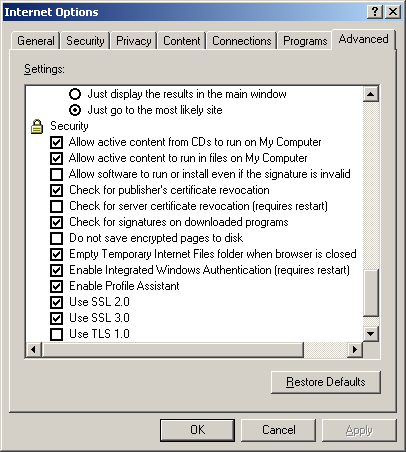 Internet Options
General Security Privacy Content Connections Programs Advanced
Settings:
Just display the results in the main window
Just go to the most likely site
Security
Allow active content from CDs to run on My Computer
Allow active content to run in files on My Computer
Allow software to run or install even if the signature is invalid
Check for publisher's certificate revocation
Check for server certificate revocation (requires restart)
Check for signatures on downloaded programs
Do not save encrypted pages to disk
Empty Temporary Internet Files folder when browser is closed
Enable Integrated Windows Authentication (requires restart)
Enable Profile Assistant
Use SSL 2.0
Use SSL 3.0
Use TLS 1.0
Restore Defaults
OK Cancel Apply